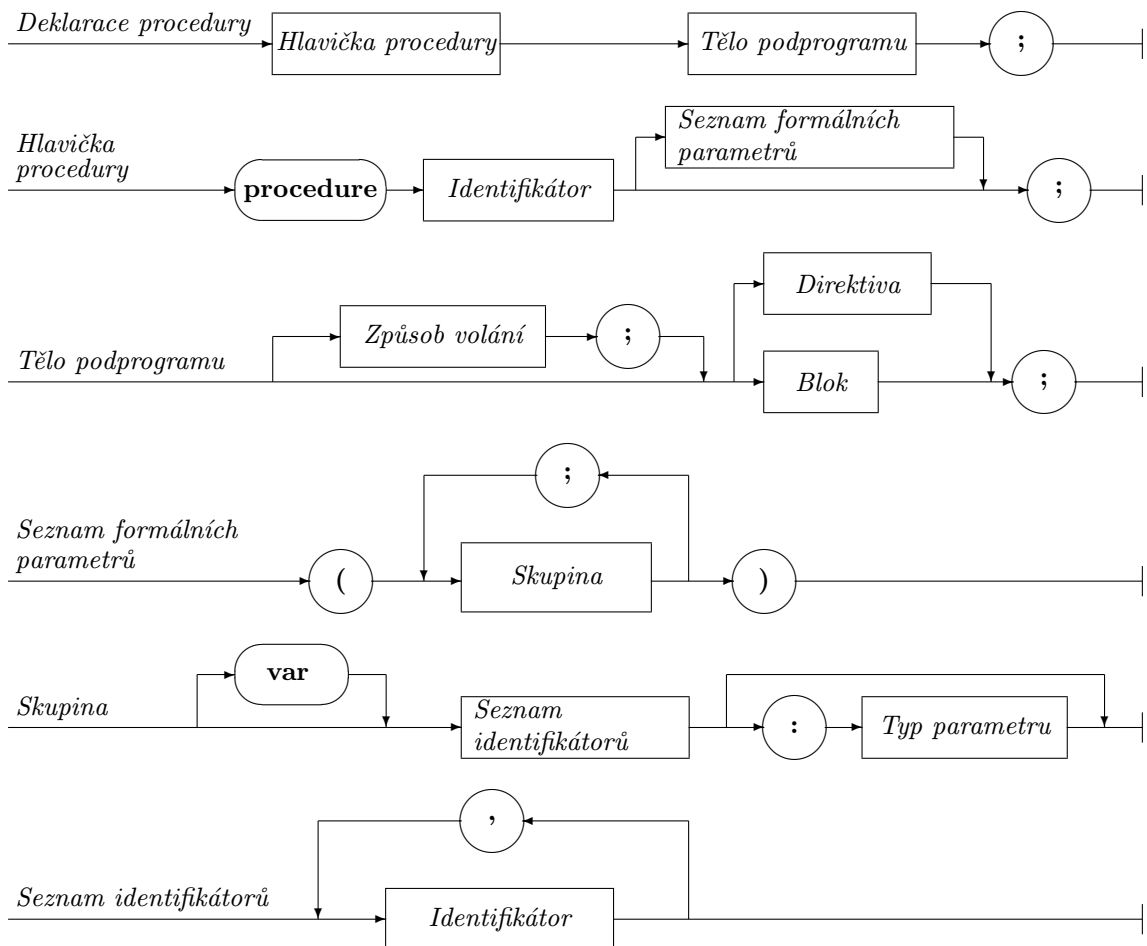 Deklarace procedury
Hlavička procedury
Tělo podprogramu
;
Hlavička
procedury
procedure
Identifikátor
Seznam formálních
parametrů
;
Tělo podprogramu
Způsob volání
;
Direktiva
Blok
;
Seznam formálních
parametrů
(
;
Skupina
)
Skupina
var
Seznam
identifikátorů
:
Typ parametru
Seznam identifikátorů
,
Identifikátor